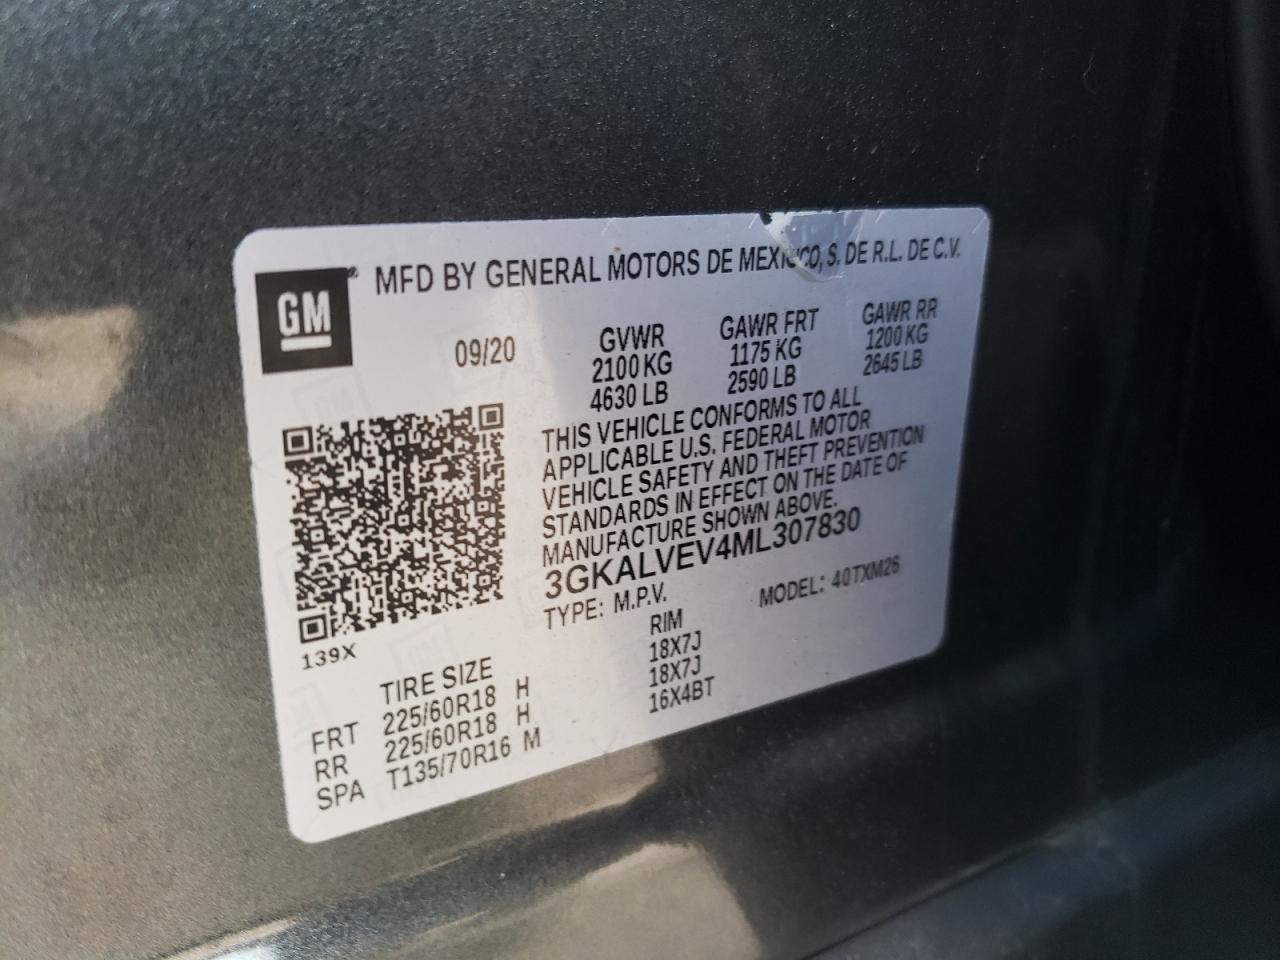 GM
MFD BY GENERAL MOTORS DE MEXICO, S. DE R.L. DE C.V.
09/20
GVWR GAWR FRT GAWR RR
2100 KG 1175 KG 1200 KG
4630 LB 2590 LB 2645 LB
THIS VEHICLE CONFORMS TO ALL
APPLICABLE U.S. FEDERAL MOTOR
VEHICLE SAFETY AND THEFT PREVENTION
STANDARDS IN EFFECT ON THE DATE OF
MANUFACTURE SHOWN ABOVE.
3GKALVEV4ML307830
TYPE: M.P.V. MODEL: 40TXM26
139X
TIRE SIZE RIM
FRT 225/60R18 H 18X7J
RR 225/60R18 H 18X7J
SPA T135/70R16 M 16X4BT